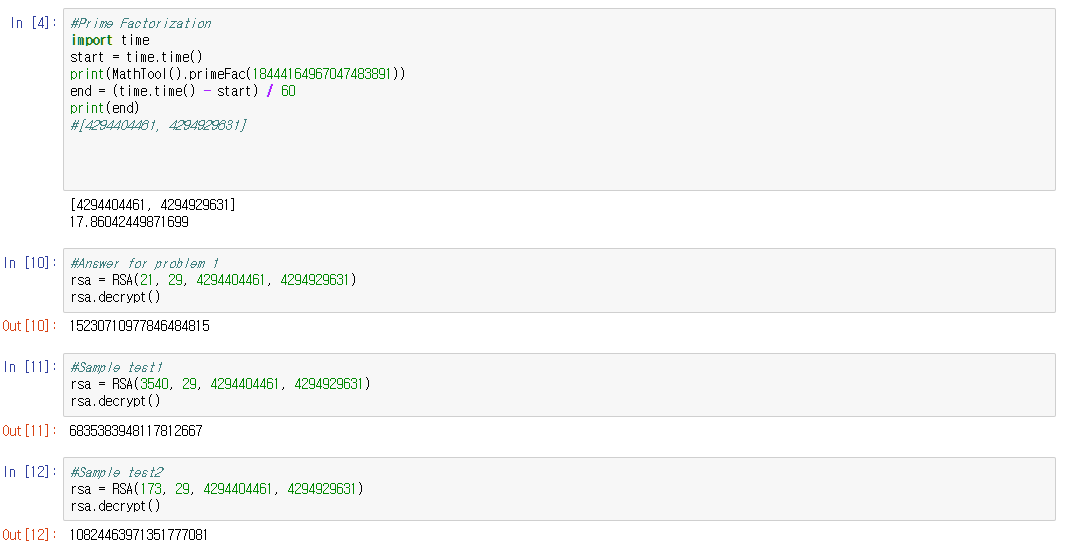 In [4]: #Prime Factorization
import time
start = time.time()
print(MathTool().primeFac(18444164967047483891))
end = (time.time() - start) / 60
print(end)
#[4294404461, 4294929631]
[4294404461, 4294929631]
17.86042449871699
In [10]: #Answer for problem 1
rsa = RSA(21, 29, 4294404461, 4294929631)
rsa.decrypt()
Out[10]: 15230710977846484815
In [11]: #Sample test1
rsa = RSA(3540, 29, 4294404461, 4294929631)
rsa.decrypt()
Out[11]: 6835383948117812667
In [12]: #Sample test2
rsa = RSA(173, 29, 4294404461, 4294929631)
rsa.decrypt()
Out[12]: 10824463971351777081